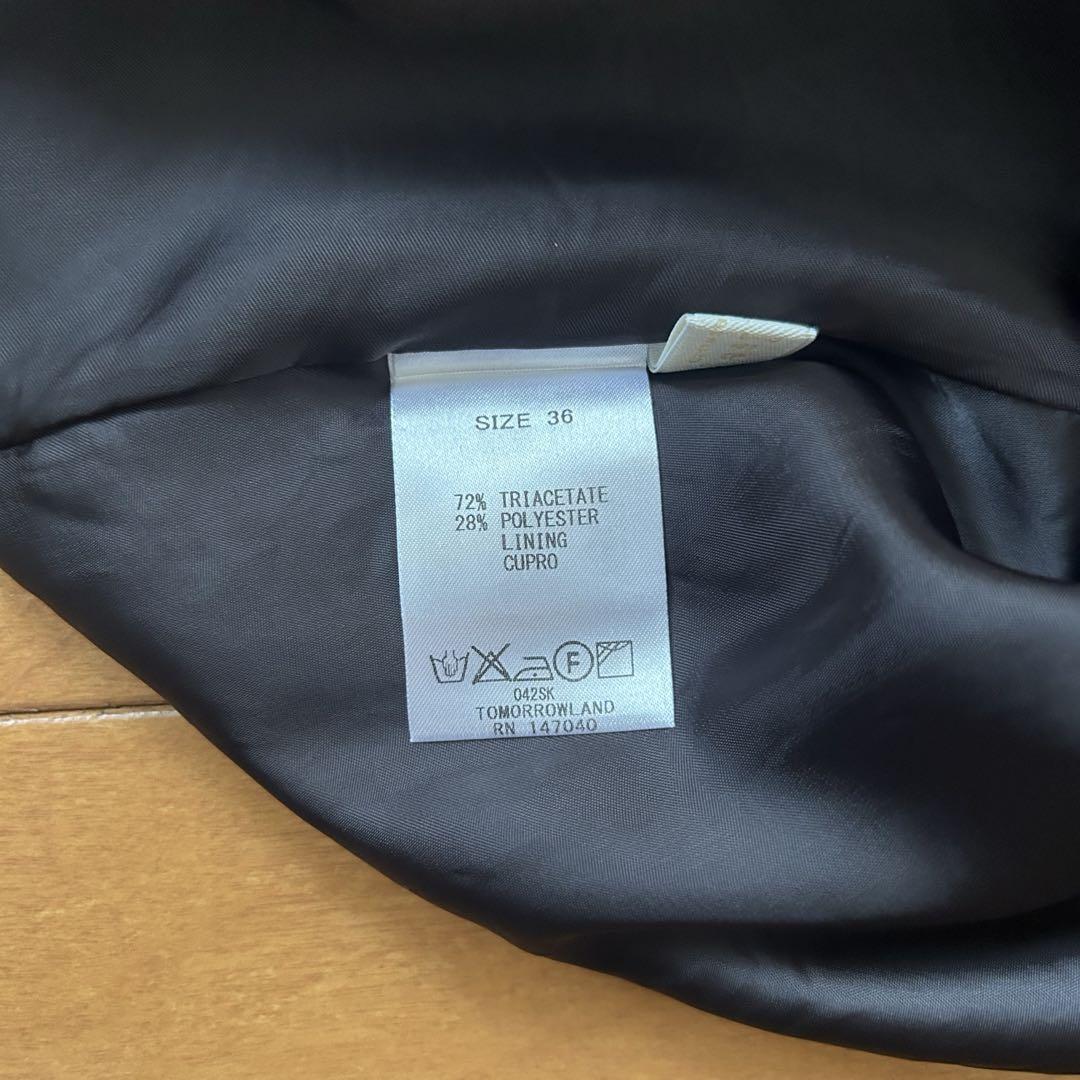 SIZE 36
72% TRIACETATE
28% POLYESTER
LINING
CUPRO
F
042SK
TOMORROWLAND
RN 147040